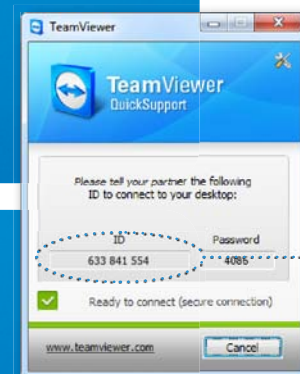 TeamViewer
TeamViewer
QuickSupport
Please tell your partner the following
ID to connect to your desktop:
ID Password
633 841 554 4085
Ready to connect (secure connection)
www.teamviewer.com Cancel